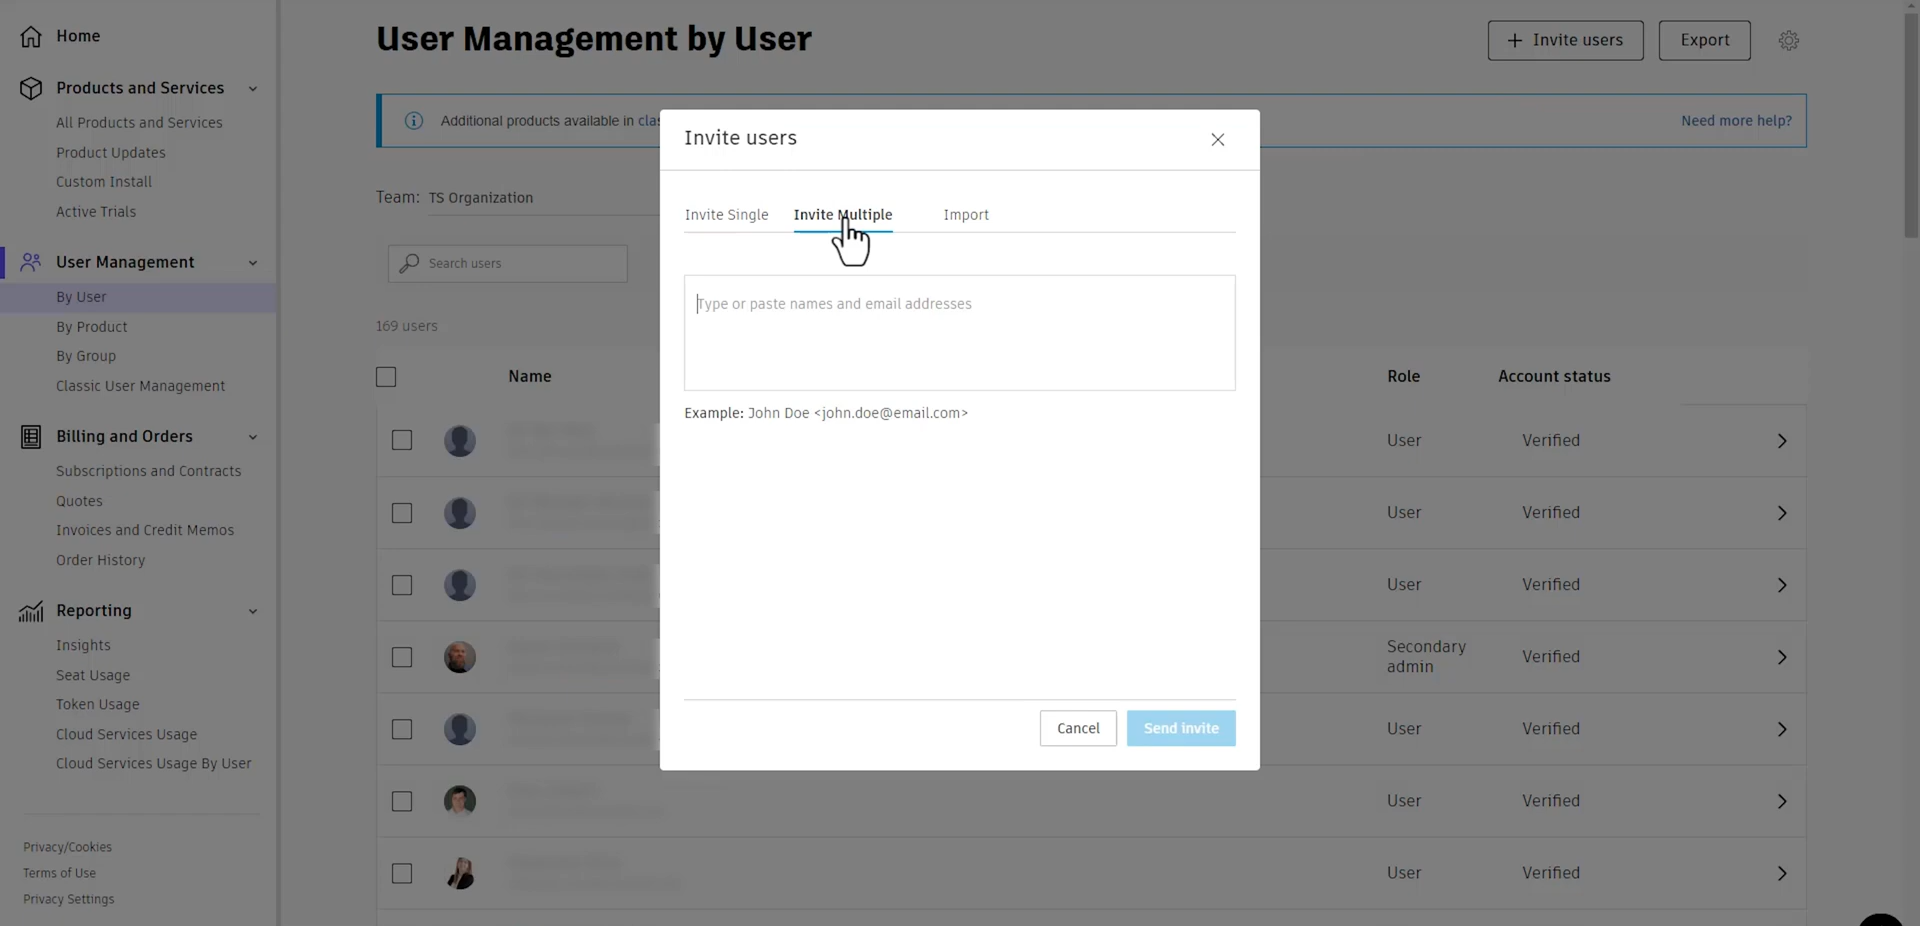 Home
Products and Services
All Products and Services
Product Updates
Custom Install
Active Trials
User Management
By User
By Product
By Group
Classic User Management
Billing and Orders
Subscriptions and Contracts
Quotes
Invoices and Credit Memos
Order History
Reporting
Insights
Seat Usage
Token Usage
Cloud Services Usage
Cloud Services Usage By User
Privacy/Cookies
Terms of Use
Privacy Settings
User Management by User
Invite users
Export
Additional products available in
Need more help?
Team: TS Organization
Search users
169 users
Name Role Account status
User Verified
User Verified
User Verified
Secondary admin Verified
User Verified
User Verified
User Verified
Invite users
Invite Single Invite Multiple Import
Type or paste names and email addresses
Example: John Doe <john.doe@email.com>
Cancel Send invite